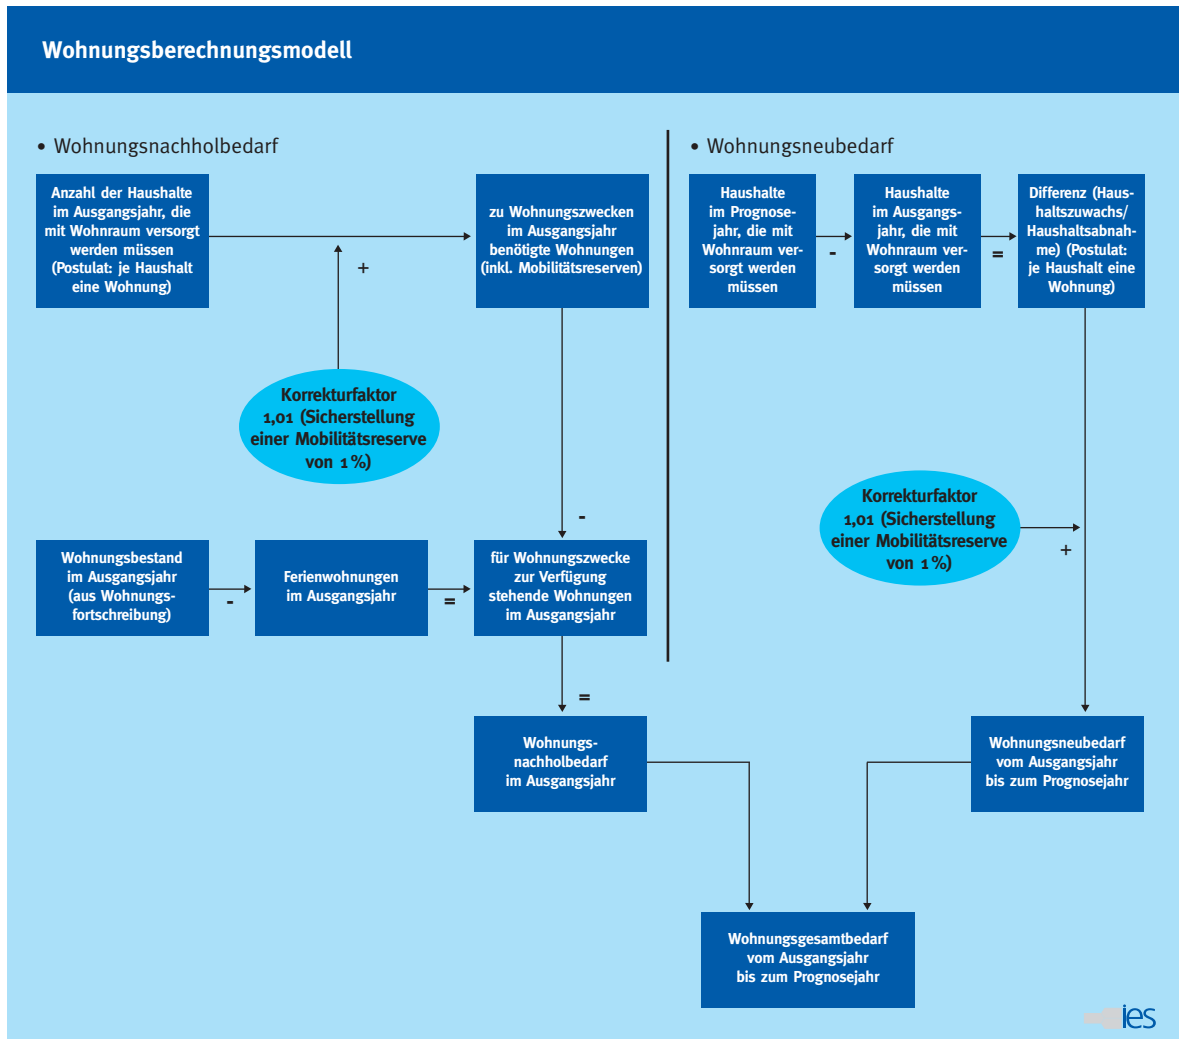 Wohnungsberechnungsmodell
• Wohnungsnachholbedarf
Anzahl der Haushalte
im Ausgangsjahr, die
mit Wohnraum versorgt
werden müssen
(Postulat: je Haushalt
eine Wohnung)
+
zu Wohnungszwecken
im Ausgangsjahr
benötigte Wohnungen
(inkl. Mobilitätsreserven)
Korrekturfaktor
1,01 (Sicherstellung
einer Mobilitätsreserve
von 1 %)
-
Wohnungsbestand
im Ausgangsjahr
(aus Wohnungs-
fortschreibung)
-
Ferienwohnungen
im Ausgangsjahr
=
für Wohnungszwecke
zur Verfügung
stehende Wohnungen
im Ausgangsjahr
=
Wohnungs-
nachholbedarf
im Ausgangsjahr
• Wohnungsneubedarf
Haushalte
im Prognose-
jahr, die mit
Wohnraum ver-
sorgt werden
müssen
-
Haushalte
im Ausgangs-
jahr, die mit
Wohnraum ver-
sorgt werden
müssen
=
Differenz (Haus-
haltszuwachs/
Haushaltsabnah-
me) (Postulat:
je Haushalt eine
Wohnung)
Korrekturfaktor
1,01 (Sicherstellung
einer Mobilitätsreserve
von 1 %)
+
Wohnungsneubedarf
vom Ausgangsjahr
bis zum Prognosejahr
Wohnungsgesamtbedarf
vom Ausgangsjahr
bis zum Prognosejahr
ies